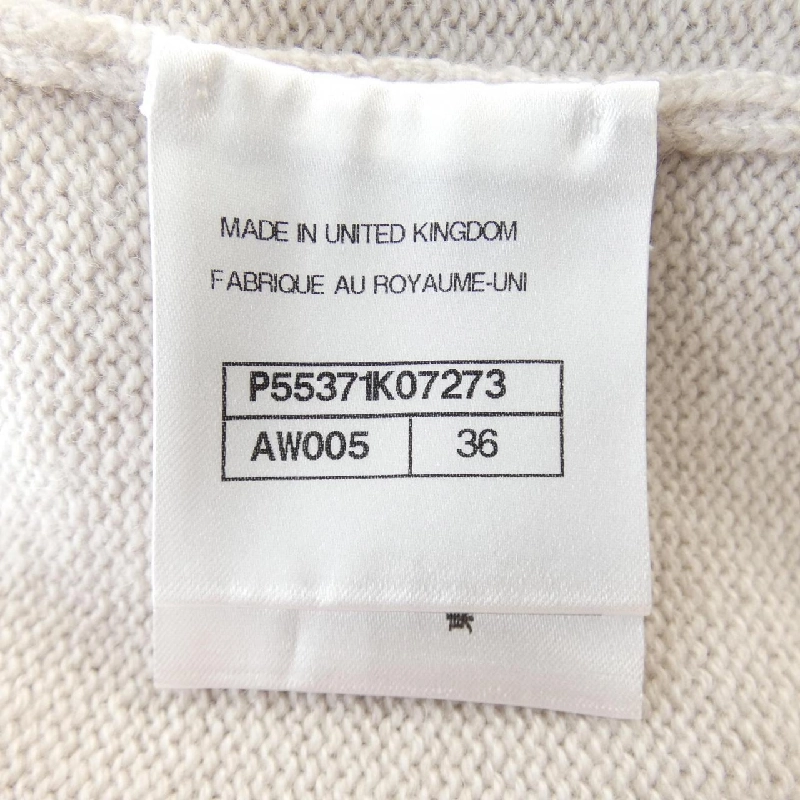 MADE IN UNITED KINGDOM
FABRIQUE AU ROYAUME-UNI
P55371K07273
AW005 36